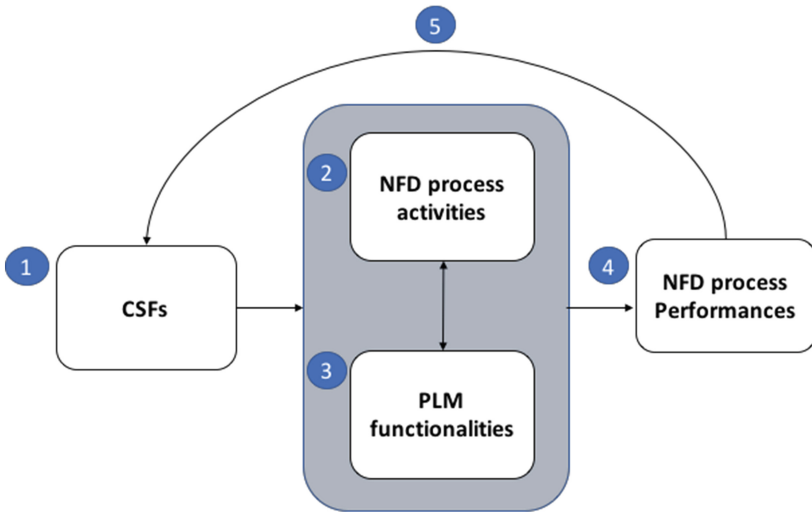 5
2
NFD process
activities
1
CSFs
4
NFD process
Performances
3
PLM
functionalities